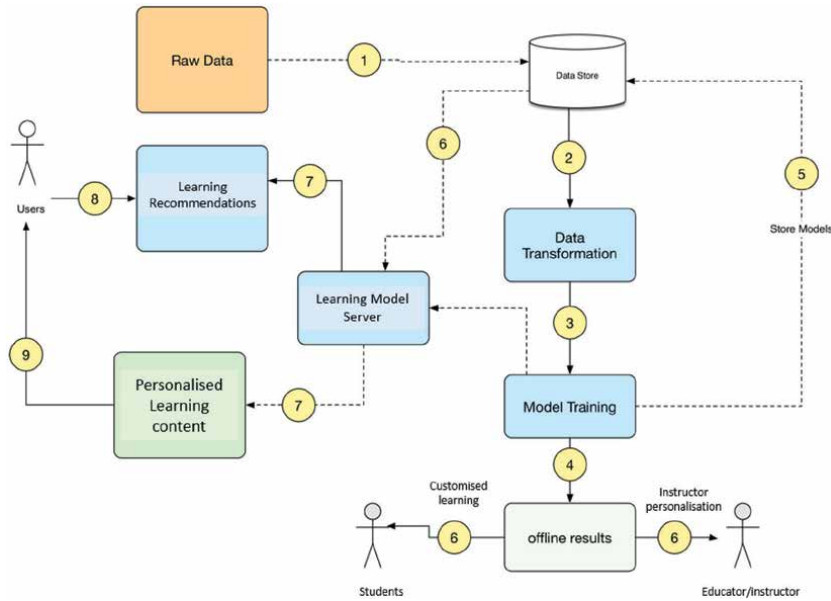 Raw Data
1
Data Store
6
2
5
Users
8
Learning
Recommendations
7
Store Models
Data
Transformation
Learning Model
Server
3
9
Personalised
Learning
content
7
Model Training
4
Customised
learning
Instructor
personalisation
6
offline results
6
Students
Educator/Instructor